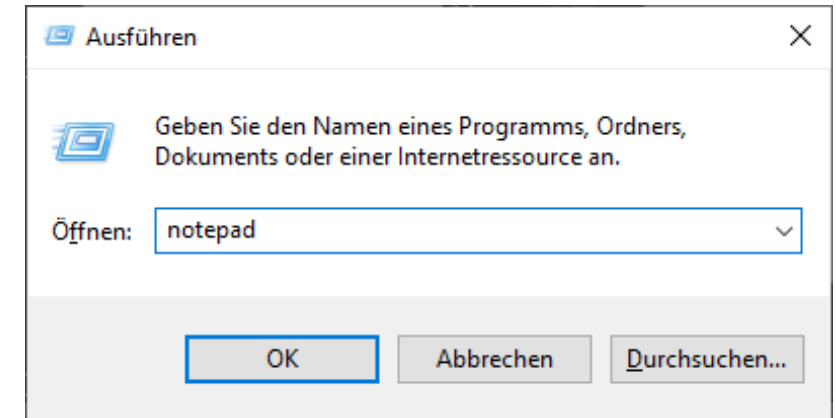 Ausführen
Geben Sie den Namen eines Programms, Ordners,
Dokuments oder einer Internetressource an.
Öffnen: notepad
OK Abbrechen Durchsuchen...